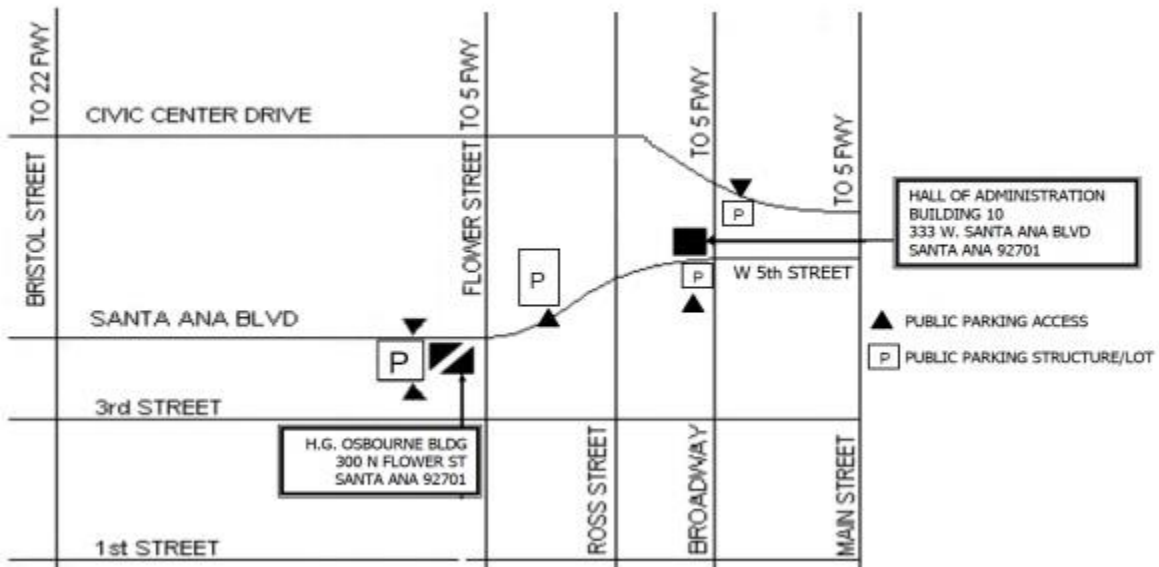 TO 22 FWY
TO 5 FWY
TO 5 FWY
TO 5 FWY
CIVIC CENTER DRIVE
BRISTOL STREET
FLOWER STREET
P
HALL OF ADMINISTRATION
BUILDING 10
333 W. SANTA ANA BLVD
SANTA ANA 92701
P
P
W 5th STREET
SANTA ANA BLVD
PUBLIC PARKING ACCESS
P
P PUBLIC PARKING STRUCTURE/LOT
3rd STREET
H.G. OSBOURNE BLDG
300 N FLOWER ST
SANTA ANA 92701
ROSS STREET
BROADWAY
MAIN STREET
1st STREET